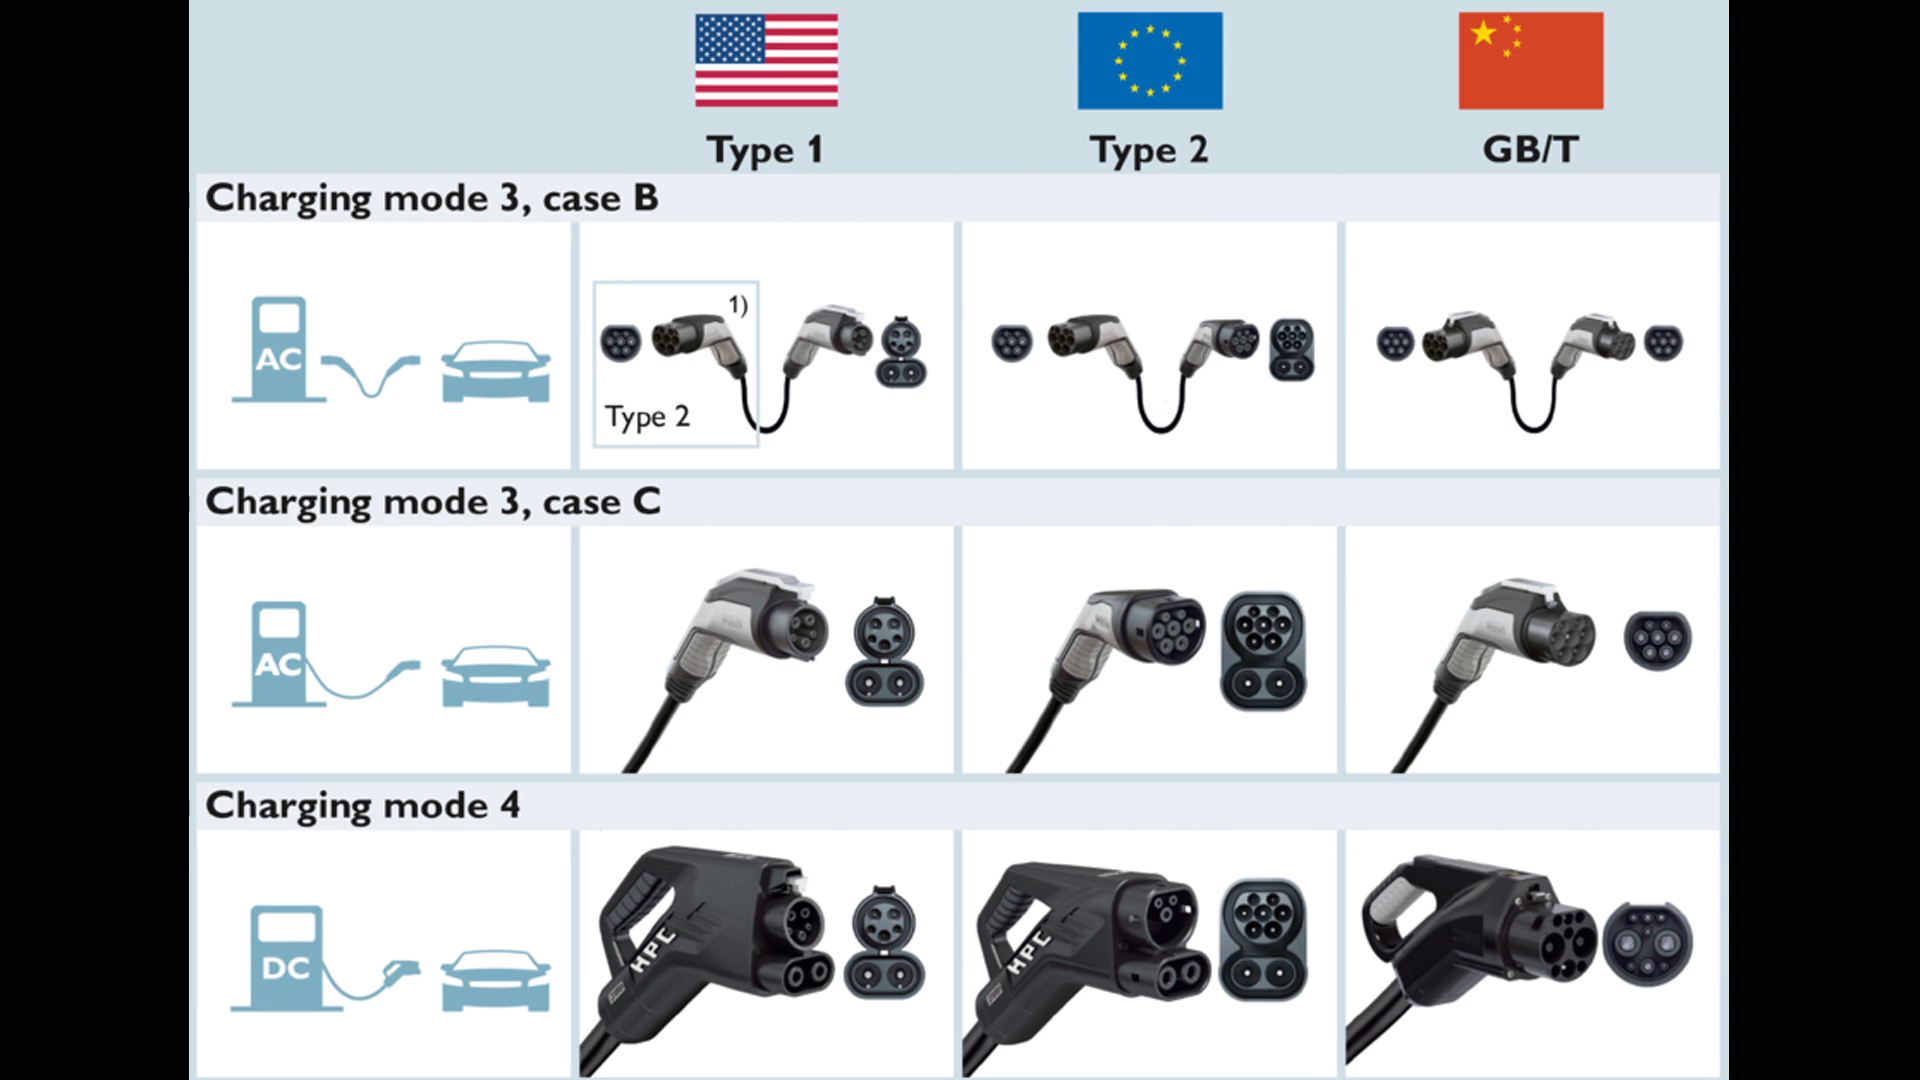 Type 1
Type 2
GB/T
Charging mode 3, case B
AC
1)
Type 2
Charging mode 3, case C
AC
Charging mode 4
DC
HPC
HPC